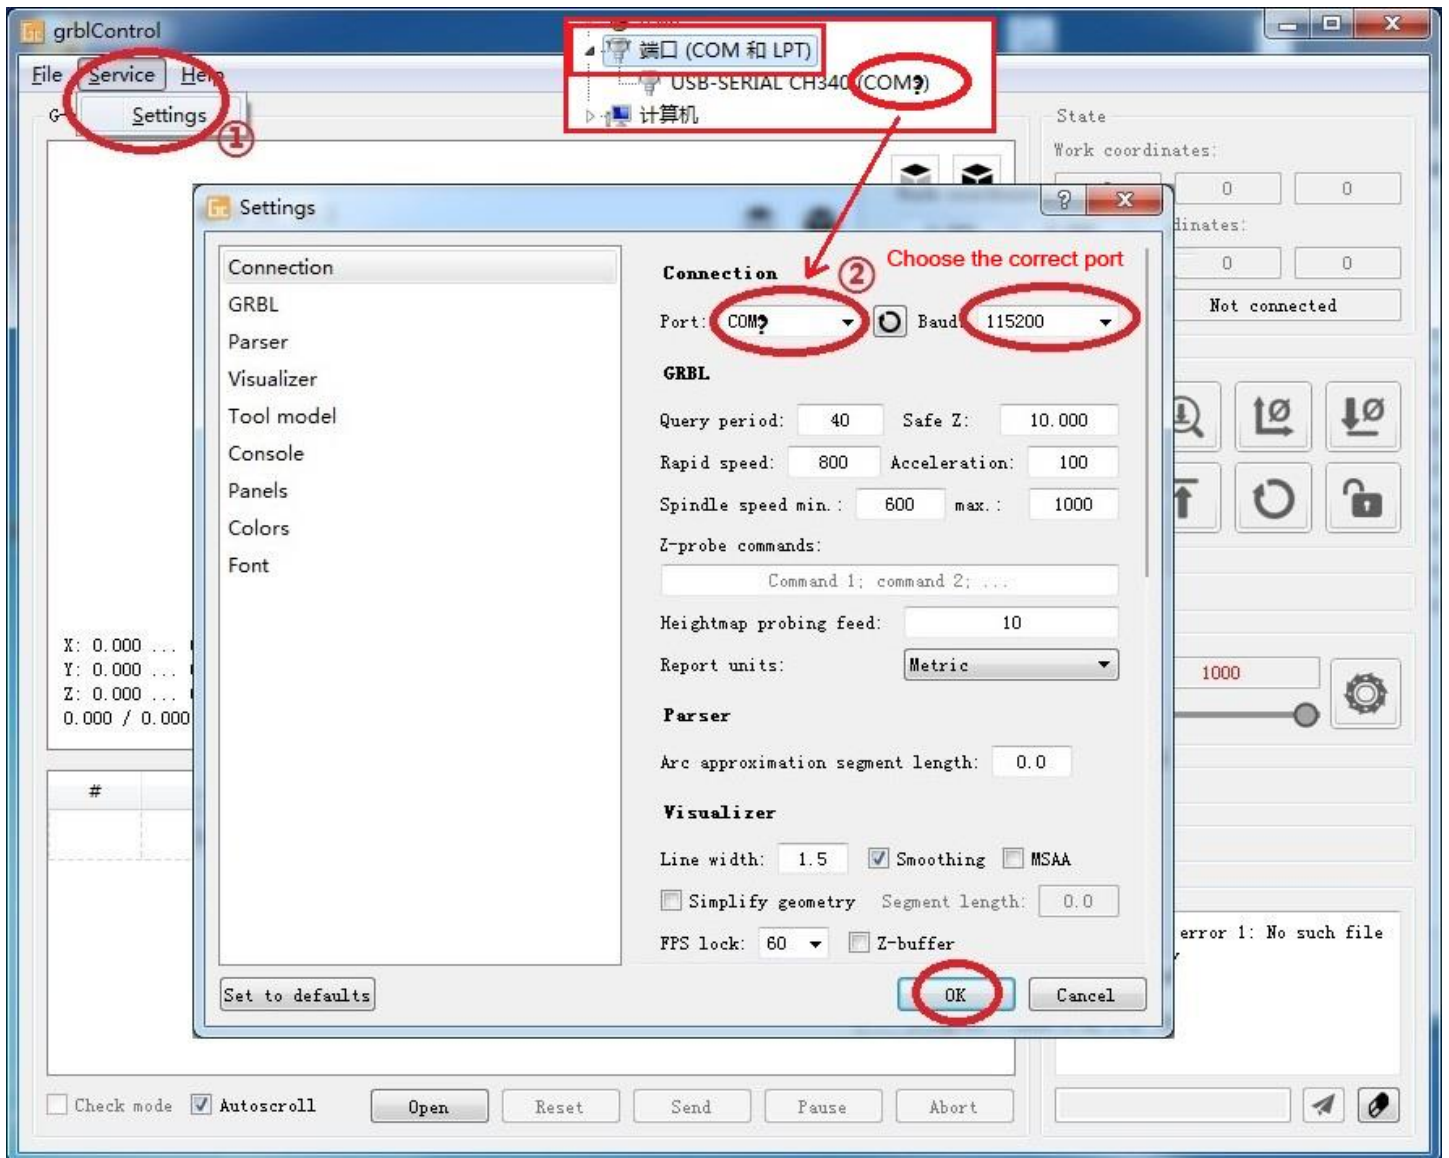 grblControl
端口 (COM 和 LPT)
USB-SERIAL CH340 (COM?)
计算机
File Service Help
Settings
①
G-
State
Work coordinates:
0 0
dinates:
0 0
Not connected
Settings
Connection
GRBL
Parser
Visualizer
Tool model
Console
Panels
Colors
Font
Connection
② Choose the correct port
Port: COM? Baud: 115200
GRBL
Query period: 40 Safe Z: 10.000
Rapid speed: 800 Acceleration: 100
Spindle speed min.: 600 max.: 1000
Z-probe commands:
Command 1; command 2; ...
Heightmap probing feed: 10
Report units: Metric
Parser
Arc approximation segment length: 0.0
Visualizer
Line width: 1.5 Smoothing MSAA
Simplify geometry Segment length: 0.0
FPS lock: 60 Z-buffer
Set to defaults OK Cancel
X: 0.000 ...
Y: 0.000 ...
Z: 0.000 ...
0.000 / 0.000
1000
#
error 1: No such file
Check mode Autoscroll Open Reset Send Pause Abort